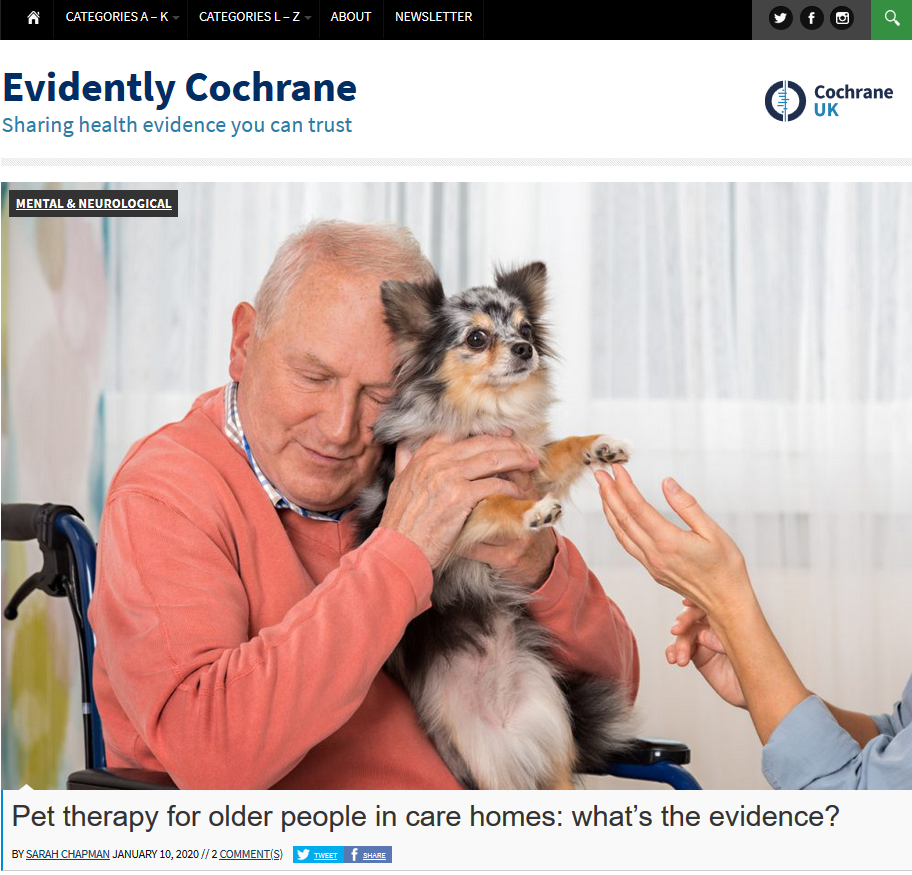 CATEGORIES A – K CATEGORIES L – Z ABOUT NEWSLETTER
Evidently Cochrane
Sharing health evidence you can trust
Cochrane
UK
MENTAL & NEUROLOGICAL
Pet therapy for older people in care homes: what’s the evidence?
BY SARAH CHAPMAN JANUARY 10, 2020 // 2 COMMENT(S) TWEET SHARE